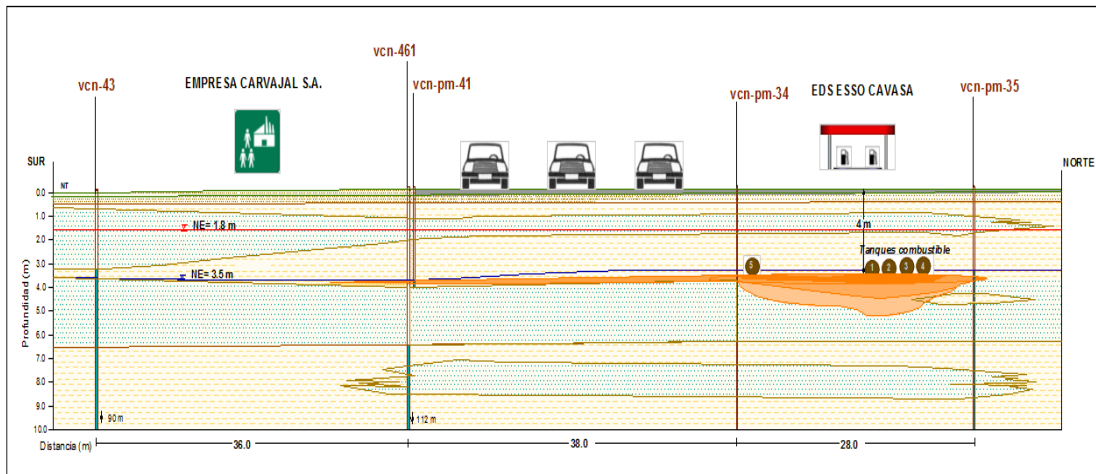 vcn-461
vcn-43
EMPRESA CARVAJAL S.A.
vcn-pm-41
vcn-pm-34
EDS ESSO CAVASA
vcn-pm-35
SUR
NORTE
NT
0.0
1.0
2.0
3.0
4.0
5.0
6.0
7.0
8.0
9.0
10.0
Profundidad (m)
NE= 1.8 m
4 m
Tanques combustible
NE= 3.5 m
5
1
2
3
4
90 m
112 m
Distancia (m)
36.0
38.0
28.0